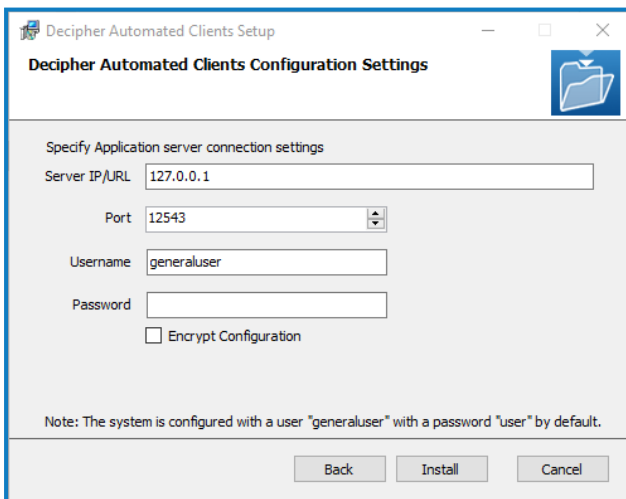 Decipher Automated Clients Setup
Decipher Automated Clients Configuration Settings
Specify Application server connection settings
Server IP/URL 127.0.0.1
Port 12543
Username generaluser
Password
Encrypt Configuration
Note: The system is configured with a user "generaluser" with a password "user" by default.
Back Install Cancel